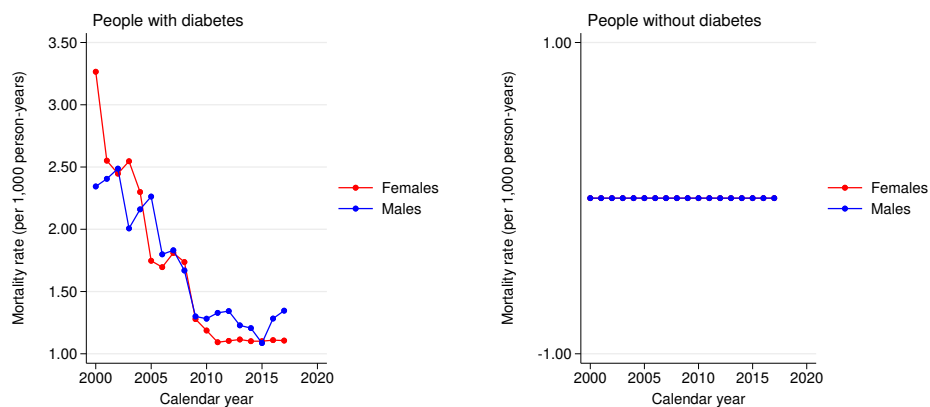 People with diabetes
Mortality rate (per 1,000 person-years)
3.50
3.00
2.50
2.00
1.50
1.00
2000 2005 2010 2015 2020
Calendar year
Females
Males
People without diabetes
Mortality rate (per 1,000 person-years)
1.00
-1.00
2000 2005 2010 2015 2020
Calendar year
Females
Males